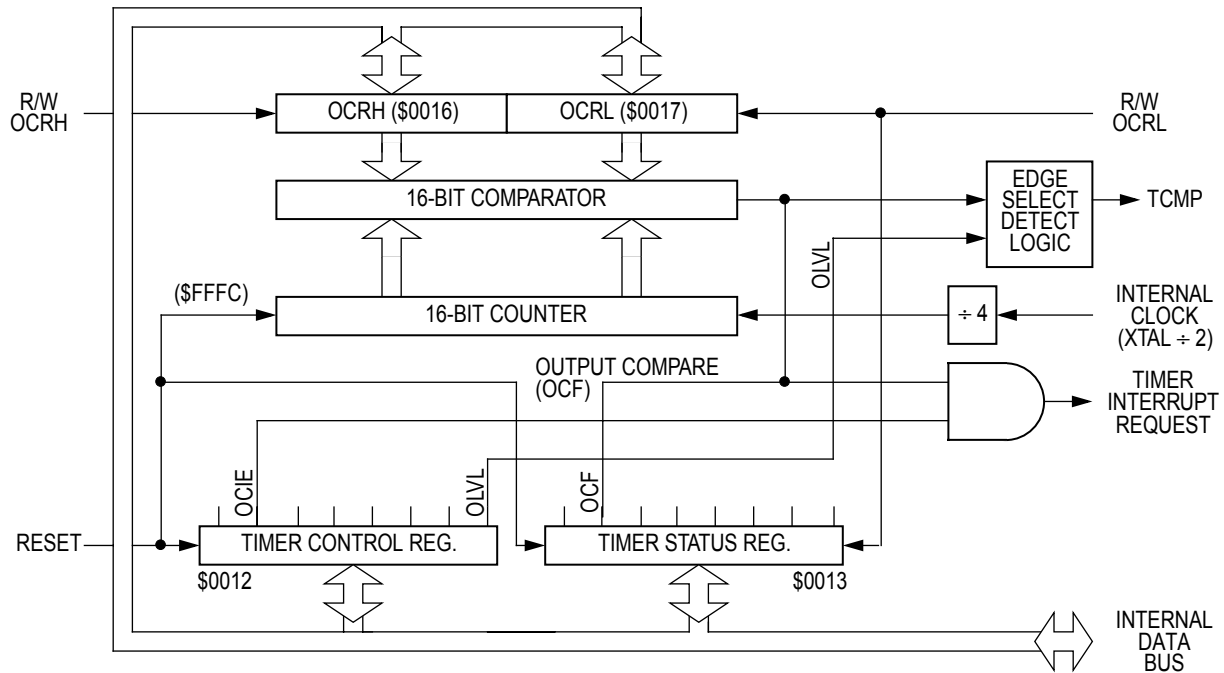 R/W
OCRH
OCRH ($0016)
OCRL ($0017)
R/W
OCRL
16-BIT COMPARATOR
EDGE
SELECT
DETECT
LOGIC
TCMP
OLVL
($FFFC)
16-BIT COUNTER
÷ 4
INTERNAL
CLOCK
(XTAL ÷ 2)
OUTPUT COMPARE
(OCF)
TIMER
INTERRUPT
REQUEST
OCIE
OLVL
OCF
RESET
TIMER CONTROL REG.
TIMER STATUS REG.
$0012
$0013
INTERNAL
DATA
BUS